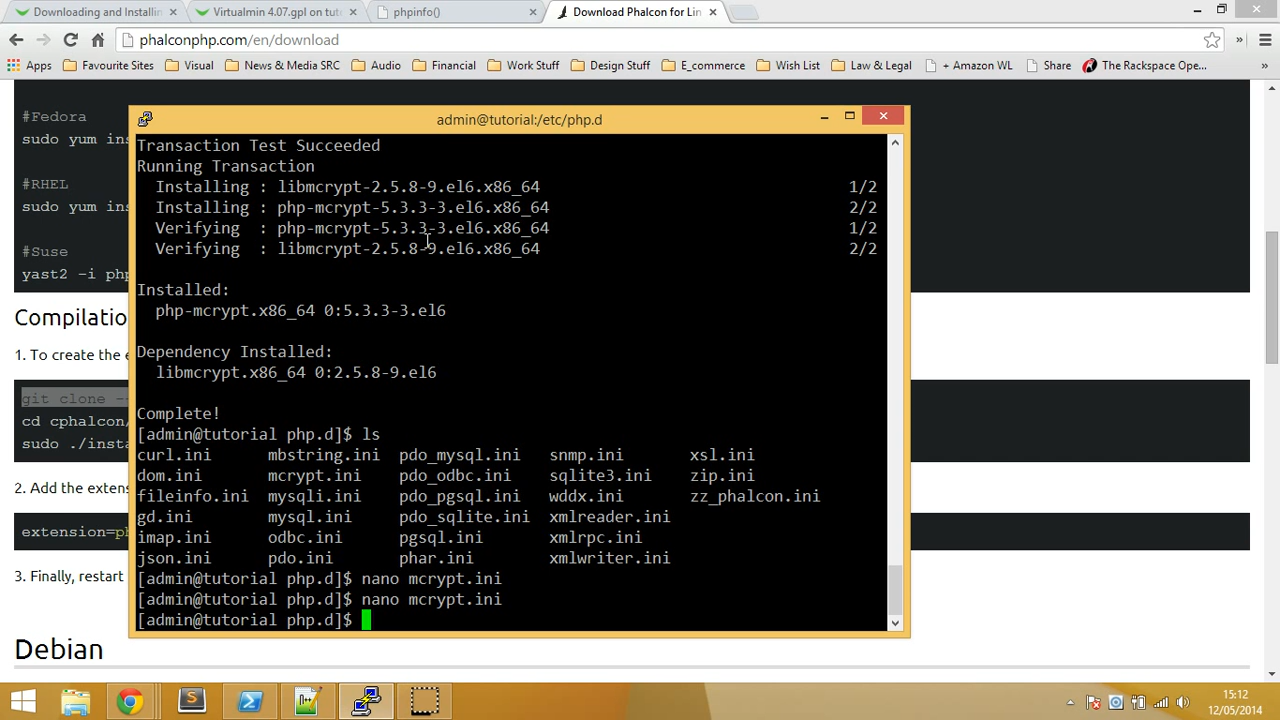 Downloading and Installin
Virtualmin 4.07.gpl on tuto
phpinfo()
Download Phalcon for Lin
phalconphp.com/en/download
Apps
Favourite Sites
Visual
News & Media SRC
Audio
Financial
Work Stuff
Design Stuff
E_commerce
Wish List
Law & Legal
+ Amazon WL
Share
The Rackspace Ope...
#Fedora
sudo yum ins
#RHEL
sudo yum ins
#Suse
yast2 -i php
Compilatio
1. To create the e
git clone --
cd cphalcon/
sudo ./insta
2. Add the extens
extension=ph
3. Finally, restart
Debian
admin@tutorial:/etc/php.d
Transaction Test Succeeded
Running Transaction
Installing : libmcrypt-2.5.8-9.el6.x86_64 1/2
Installing : php-mcrypt-5.3.3-3.el6.x86_64 2/2
Verifying : php-mcrypt-5.3.3-3.el6.x86_64 1/2
Verifying : libmcrypt-2.5.8-9.el6.x86_64 2/2
Installed:
php-mcrypt.x86_64 0:5.3.3-3.el6
Dependency Installed:
libmcrypt.x86_64 0:2.5.8-9.el6
Complete!
[admin@tutorial php.d]$ ls
curl.ini mbstring.ini pdo_mysql.ini snmp.ini xsl.ini
dom.ini mcrypt.ini pdo_odbc.ini sqlite3.ini zip.ini
fileinfo.ini mysqli.ini pdo_pgsql.ini wddx.ini zz_phalcon.ini
gd.ini mysql.ini pdo_sqlite.ini xmlreader.ini
imap.ini odbc.ini pgsql.ini xmlrpc.ini
json.ini pdo.ini phar.ini xmlwriter.ini
[admin@tutorial php.d]$ nano mcrypt.ini
[admin@tutorial php.d]$ nano mcrypt.ini
[admin@tutorial php.d]$
15:12
12/05/2014